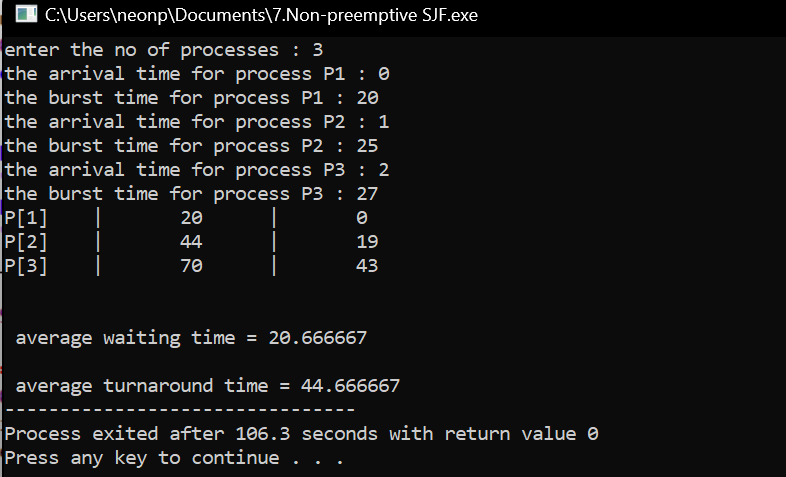 C:\Users\neonp\Documents\7.Non-preemptive SJF.exe
enter the no of processes : 3
the arrival time for process P1 : 0
the burst time for process P1 : 20
the arrival time for process P2 : 1
the burst time for process P2 : 25
the arrival time for process P3 : 2
the burst time for process P3 : 27
P[1]    |       20      |       0
P[2]    |       44      |       19
P[3]    |       70      |       43
average waiting time = 20.666667
average turnaround time = 44.666667
--------------------------------
Process exited after 106.3 seconds with return value 0
Press any key to continue . . .